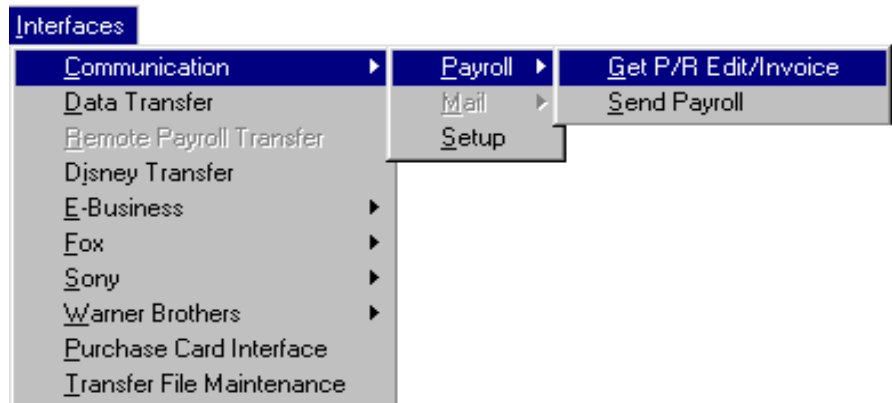 Interfaces
Communication
Data Transfer
Remote Payroll Transfer
Disney Transfer
E-Business
Fox
Sony
Warner Brothers
Purchase Card Interface
Transfer File Maintenance
Payroll
Mail
Setup
Get P/R Edit/Invoice
Send Payroll